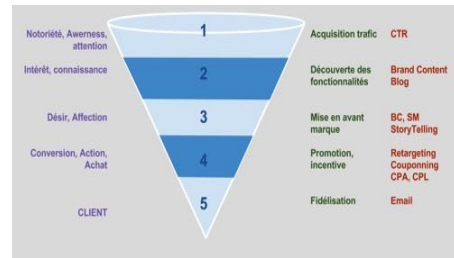 Notoriété, Awerness,
attention
1
Acquisition trafic
CTR
Intérêt, connaissance
2
Découverte des
fonctionnalités
Brand Content
Blog
Désir, Affection
3
Mise en avant
marque
BC, SM
StoryTelling
Conversion, Action,
Achat
4
Promotion,
incentive
Retargeting
Couponning
CPA, CPL
CLIENT
5
Fidélisation
Email